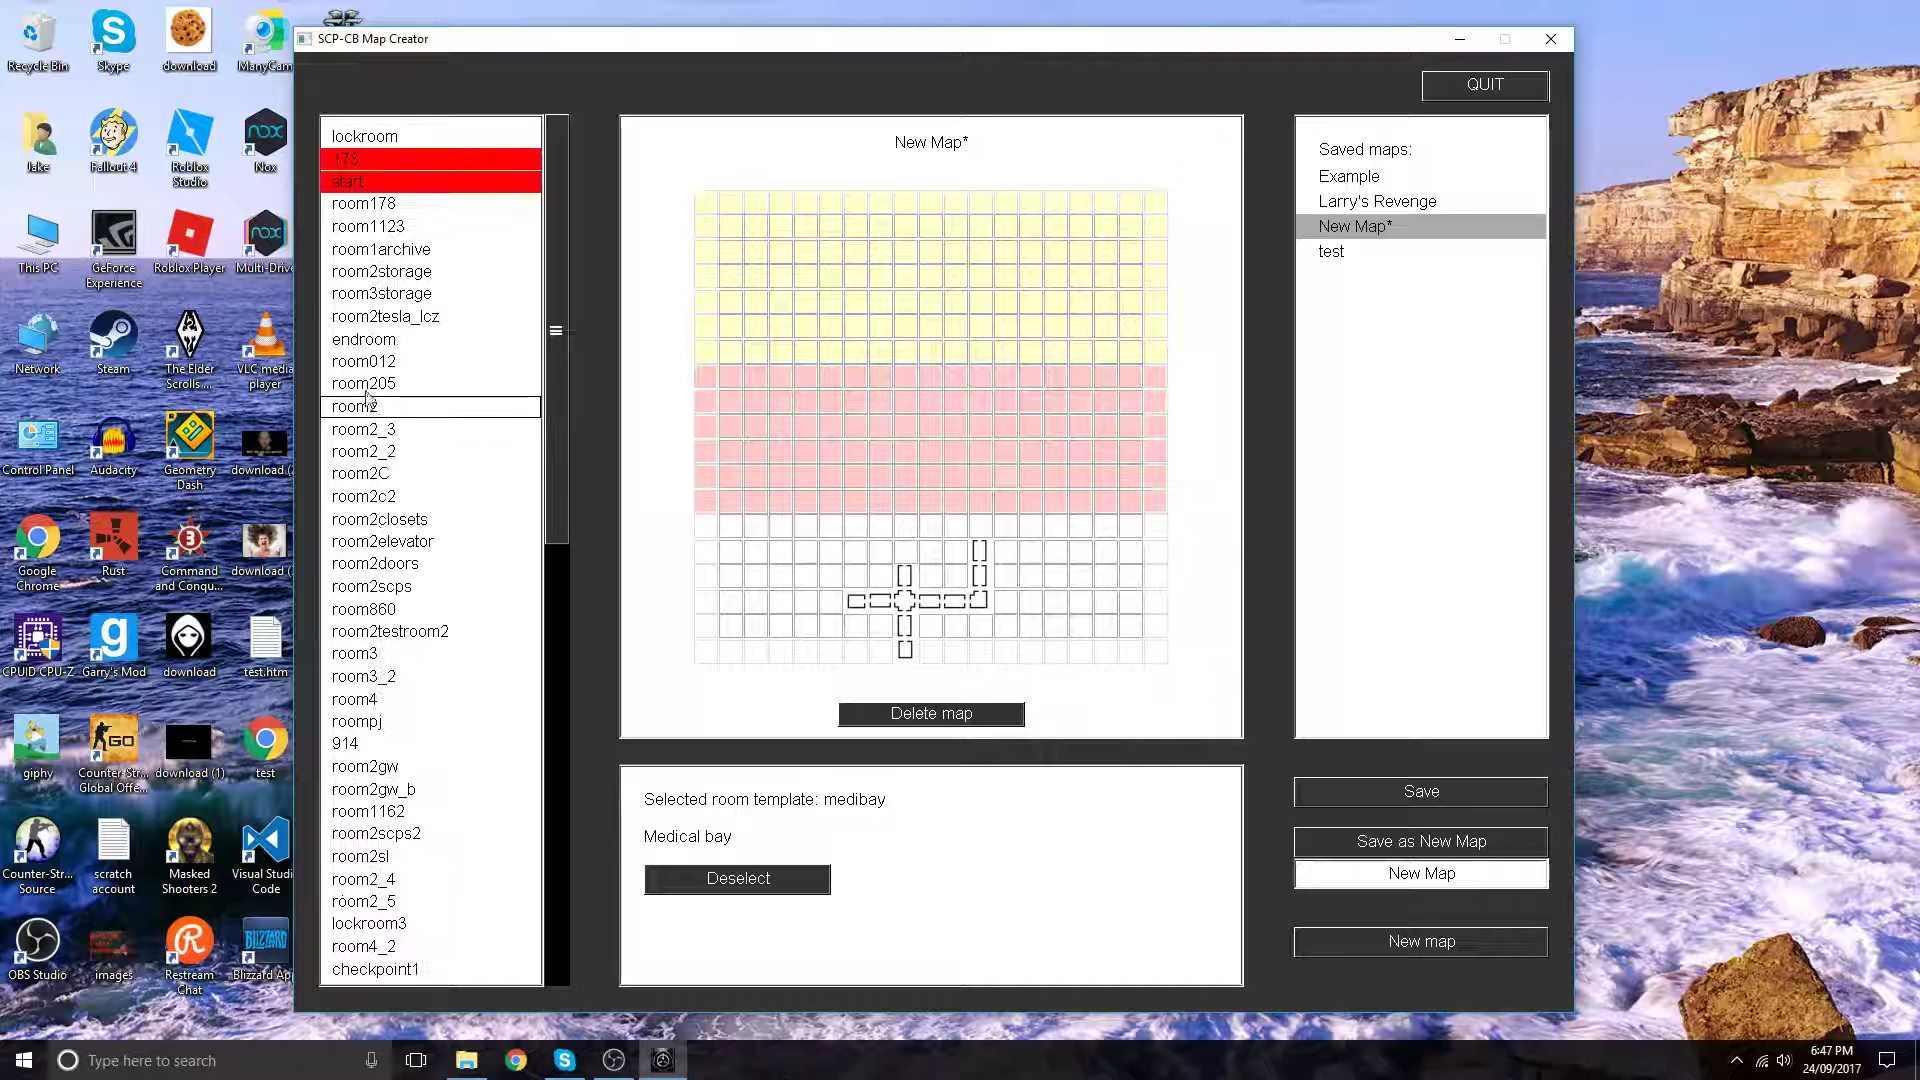 Recycle Bin
Skype
download
ManyCam
Jake
Fallout 4
Roblox Studio
Nox
This PC
GeForce Experience
Roblox Player
Multi-Drive
Network
Steam
The Elder Scrolls ...
VLC media player
Control Panel
Audacity
Geometry Dash
download (
Google Chrome
Rust
Command and Conqu...
download (
CPUID CPU-Z
Garry's Mod
download
test.htm
giphy
Counter-Str... Global Offe...
download (1)
test
Counter-Str... Source
scratch account
Masked Shooters 2
Visual Studi Code
OBS Studio
images
Restream Chat
Blizzard Ap
SCP-CB Map Creator
QUIT
lockroom
173
start
room178
room1123
room1archive
room2storage
room3storage
room2tesla_lcz
endroom
room012
room205
room2
room2_3
room2_2
room2C
room2c2
room2closets
room2elevator
room2doors
room2scps
room860
room2testroom2
room3
room3_2
room4
roompj
914
room2gw
room2gw_b
room1162
room2scps2
room2sl
room2_4
room2_5
lockroom3
room4_2
checkpoint1
New Map*
Delete map
Selected room template: medibay
Medical bay
Deselect
Saved maps:
Example
Larry's Revenge
New Map*
test
Save
Save as New Map
New Map
New map
Type here to search
6:47 PM
24/09/2017